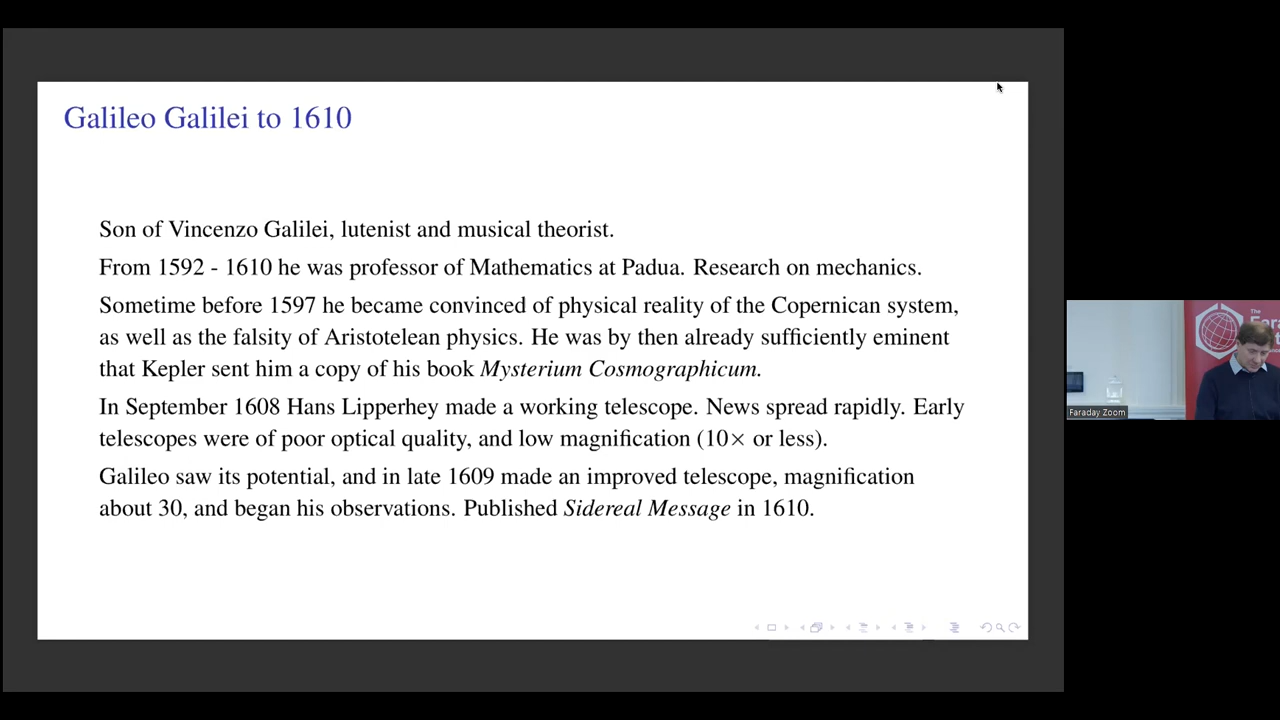 Galileo Galilei to 1610
Son of Vincenzo Galilei, lutenist and musical theorist.
From 1592 - 1610 he was professor of Mathematics at Padua. Research on mechanics.
Sometime before 1597 he became convinced of physical reality of the Copernican system,
as well as the falsity of Aristotelean physics. He was by then already sufficiently eminent
that Kepler sent him a copy of his book Mysterium Cosmographicum.
In September 1608 Hans Lipperhey made a working telescope. News spread rapidly. Early
telescopes were of poor optical quality, and low magnification (10× or less).
Galileo saw its potential, and in late 1609 made an improved telescope, magnification
about 30, and began his observations. Published Sidereal Message in 1610.
The
Faraday Zoom